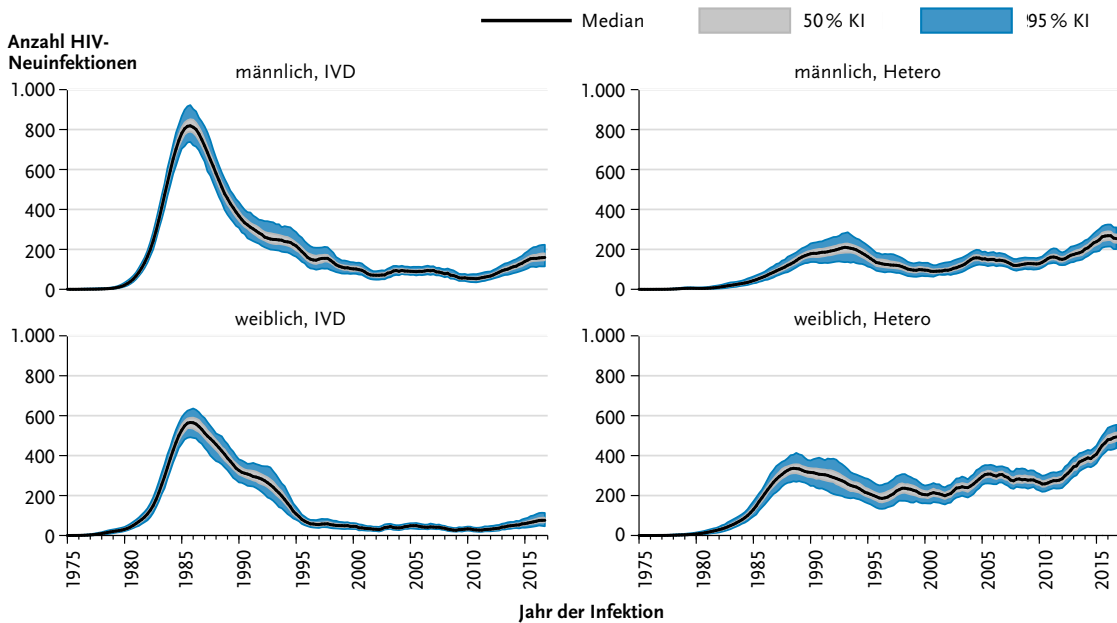 Median 50 % KI 95 % KI
Anzahl HIV-
Neuinfektionen
männlich, IVD
1.000
800
600
400
200
0
männlich, Hetero
1.000
800
600
400
200
0
weiblich, IVD
1.000
800
600
400
200
0
1975 1980 1985 1990 1995 2000 2005 2010 2015
weiblich, Hetero
1.000
800
600
400
200
0
1975 1980 1985 1990 1995 2000 2005 2010 2015
Jahr der Infektion